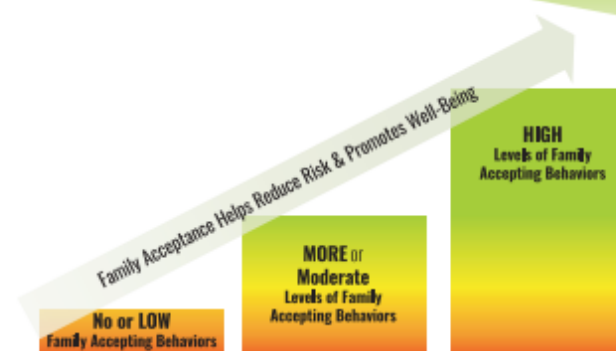 Family Acceptance Helps Reduce Risk & Promotes Well-Being
HIGH
Levels of Family
Accepting Behaviors
MORE or
Moderate
Levels of Family
Accepting Behaviors
No or LOW
Family Accepting Behaviors